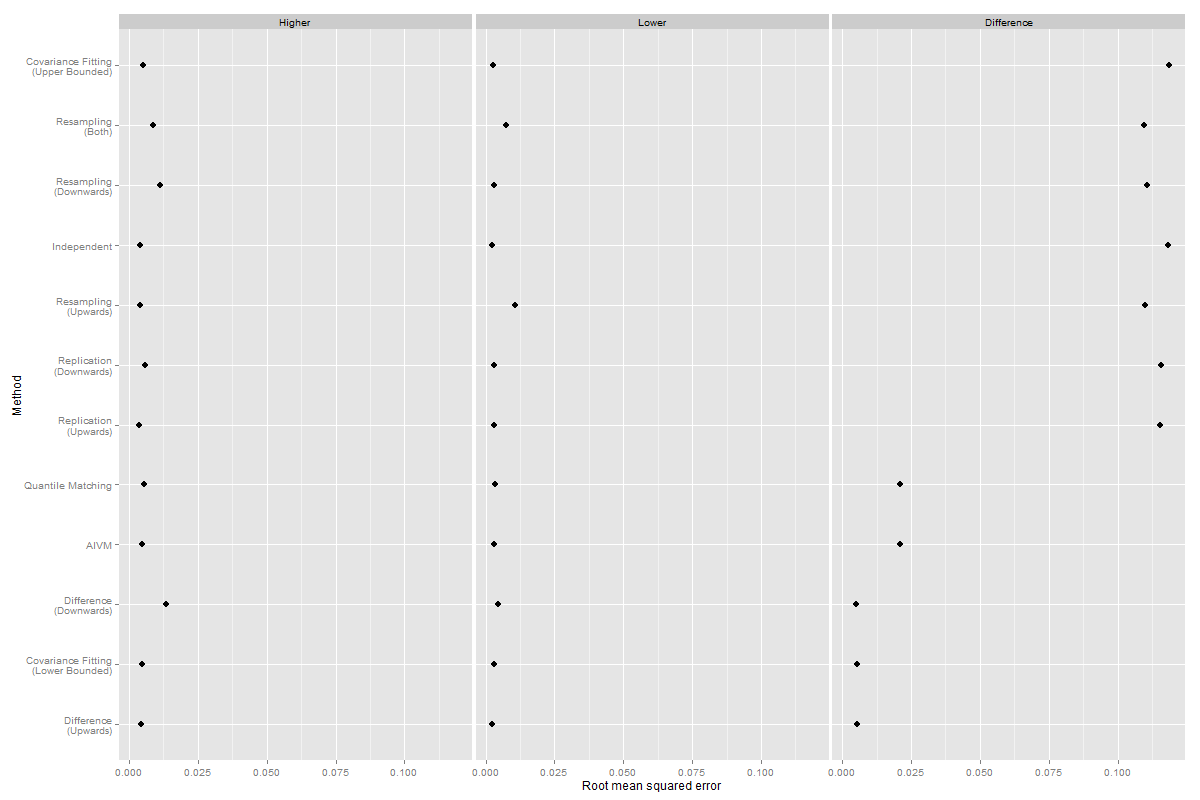 Higher
Lower
Difference
Covariance Fitting
(Upper Bounded)
Resampling
(Both)
Resampling
(Downwards)
Independent
Resampling
(Upwards)
Replication
(Downwards)
Replication
(Upwards)
Quantile Matching
AIVM
Difference
(Downwards)
Covariance Fitting
(Lower Bounded)
Difference
(Upwards)
Method
0.000 0.025 0.050 0.075 0.100
0.000 0.025 0.050 0.075 0.100
0.000 0.025 0.050 0.075 0.100
Root mean squared error